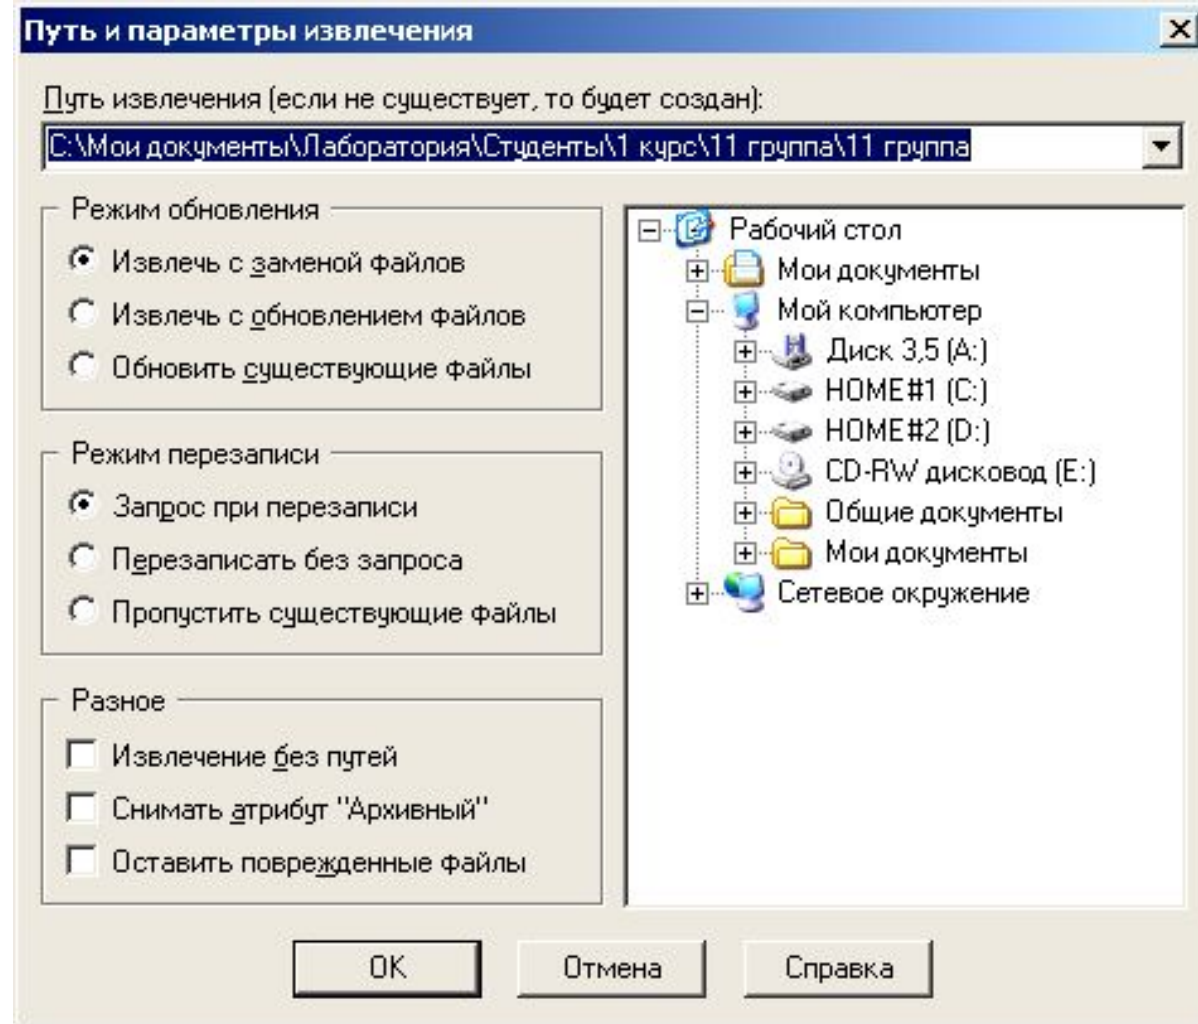 Путь и параметры извлечения
Путь извлечения (если не существует, то будет создан):
C:\Мои документы\Лаборатория\Студенты\1 курс\11 группа\11 группа
Режим обновления
Извлечь с заменой файлов
Извлечь с обновлением файлов
Обновить существующие файлы
Режим перезаписи
Запрос при перезаписи
Перезаписать без запроса
Пропустить существующие файлы
Разное
Извлечение без путей
Снимать атрибут "Архивный"
Оставить поврежденные файлы
Рабочий стол
Мои документы
Мой компьютер
Диск 3,5 (A:)
HOME#1 (C:)
HOME#2 (D:)
CD-RW дисковод (E:)
Общие документы
Мои документы
Сетевое окружение
OK
Отмена
Справка